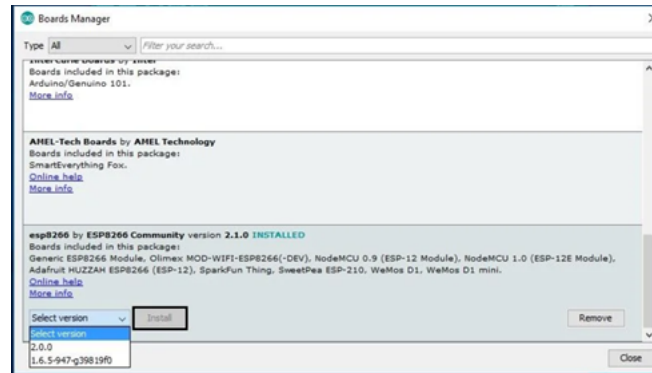 Boards Manager
Type All Filter your search...
Boards included in this package:
Arduino/Genuino 101.
More info
AMEL-Tech Boards by AMEL Technology
Boards included in this package:
SmartEverything Fox.
Online help
More info
esp8266 by ESP8266 Community version 2.1.0 INSTALLED
Boards included in this package:
Generic ESP8266 Module, Olimex MOD-WIFI-ESP8266(-DEV), NodeMCU 0.9 (ESP-12 Module), NodeMCU 1.0 (ESP-12E Module),
Adafruit HUZZAH ESP8266 (ESP-12), SparkFun Thing, SweetPea ESP-210, WeMos D1, WeMos D1 mini.
Online help
More info
Select version Install Remove
Select version
2.0.0
1.6.5-947-g39819f0
Close